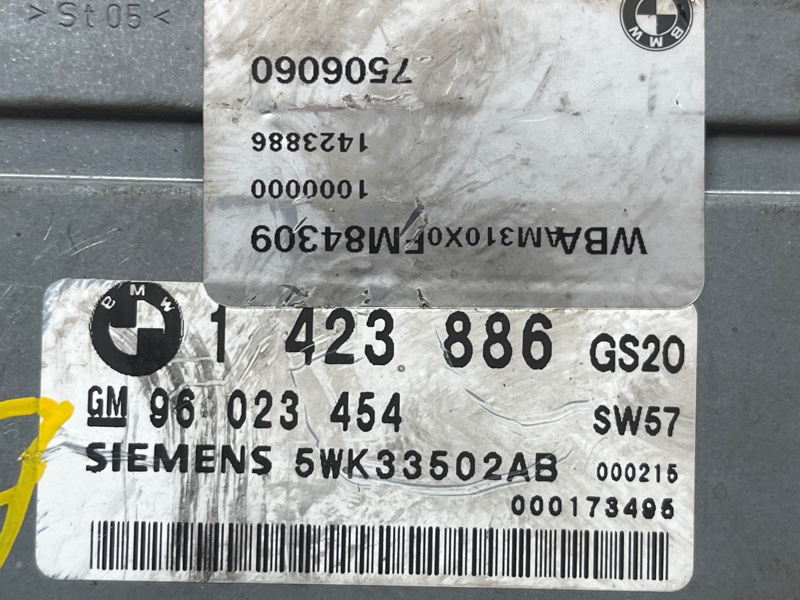 >St05<
BMW
7506060
1423886
1000000
WBAAM310X0FM84309
BMW
1 423 886 GS20
GM 96 023 454 SW57
SIEMENS 5WK33502AB 000215
000173495